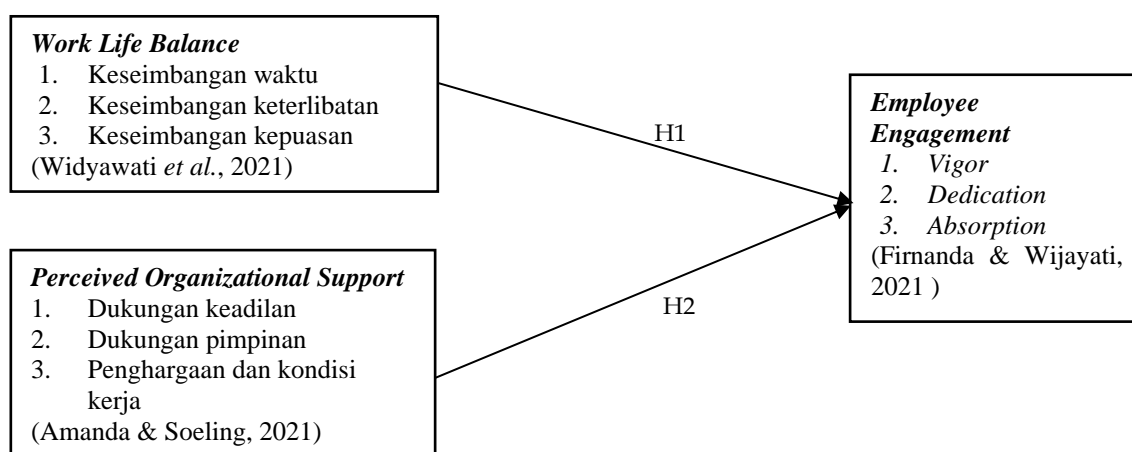 Work Life Balance
1. Keseimbangan waktu
2. Keseimbangan keterlibatan
3. Keseimbangan kepuasan
(Widyawati et al., 2021)
H1
Employee
Engagement
1. Vigor
2. Dedication
3. Absorption
(Firnanda & Wijayati,
2021 )
Perceived Organizational Support
1. Dukungan keadilan
2. Dukungan pimpinan
3. Penghargaan dan kondisi
kerja
(Amanda & Soeling, 2021)
H2